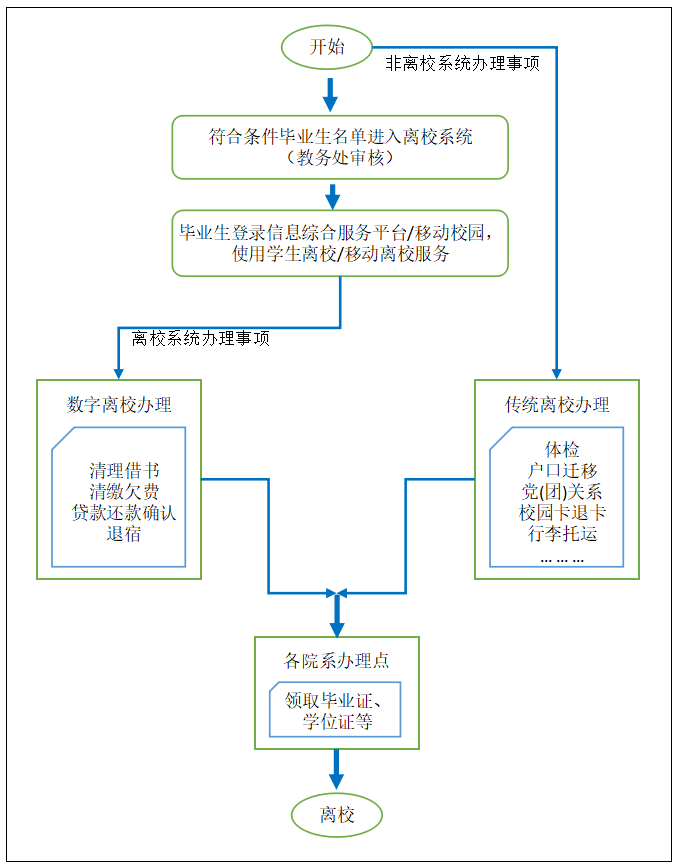 开始
非离校系统办理事项
符合条件毕业生名单进入离校系统
（教务处审核）
毕业生登录信息综合服务平台/移动校园，
使用学生离校/移动离校服务
离校系统办理事项
数字离校办理
清理借书
清缴欠费
贷款还款确认
退宿
传统离校办理
体检
户口迁移
党(团)关系
校园卡退卡
行李托运
………
各院系办理点
领取毕业证、
学位证等
离校